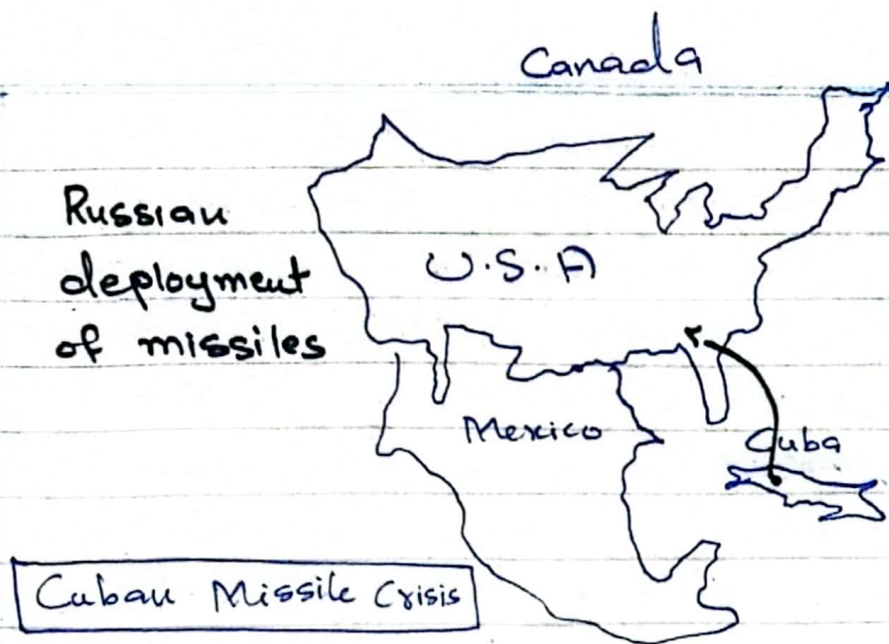 Canada
Russian
deployment
of missiles
U.S.A
Mexico
Cuba
Cuban Missile Crisis